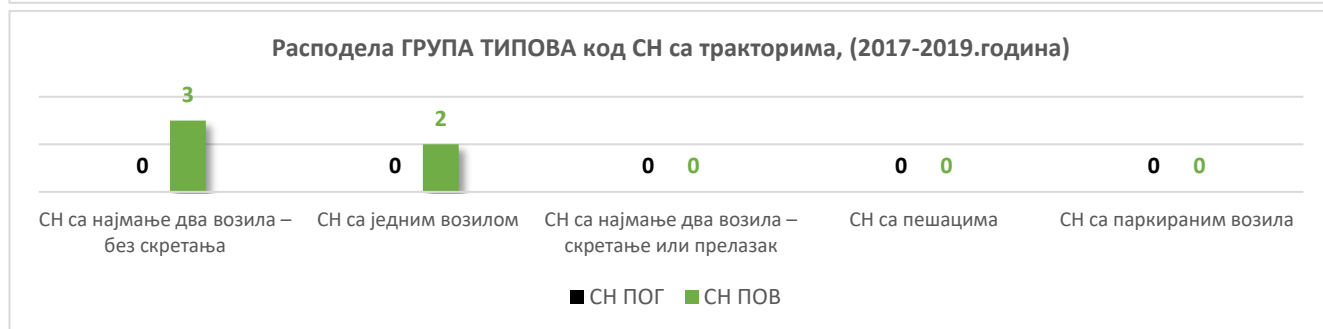 Расподела ГРУПА ТИПОВА код СН са тракторима, (2017-2019.година)
3
2
0 0 0 0 0 0 0 0
СН са најмање два возила –
без скретања
СН са једним возилом
СН са најмање два возила –
скретање или прелазак
СН са пешацима
СН са паркираним возила
СН ПОГ СН ПОВ